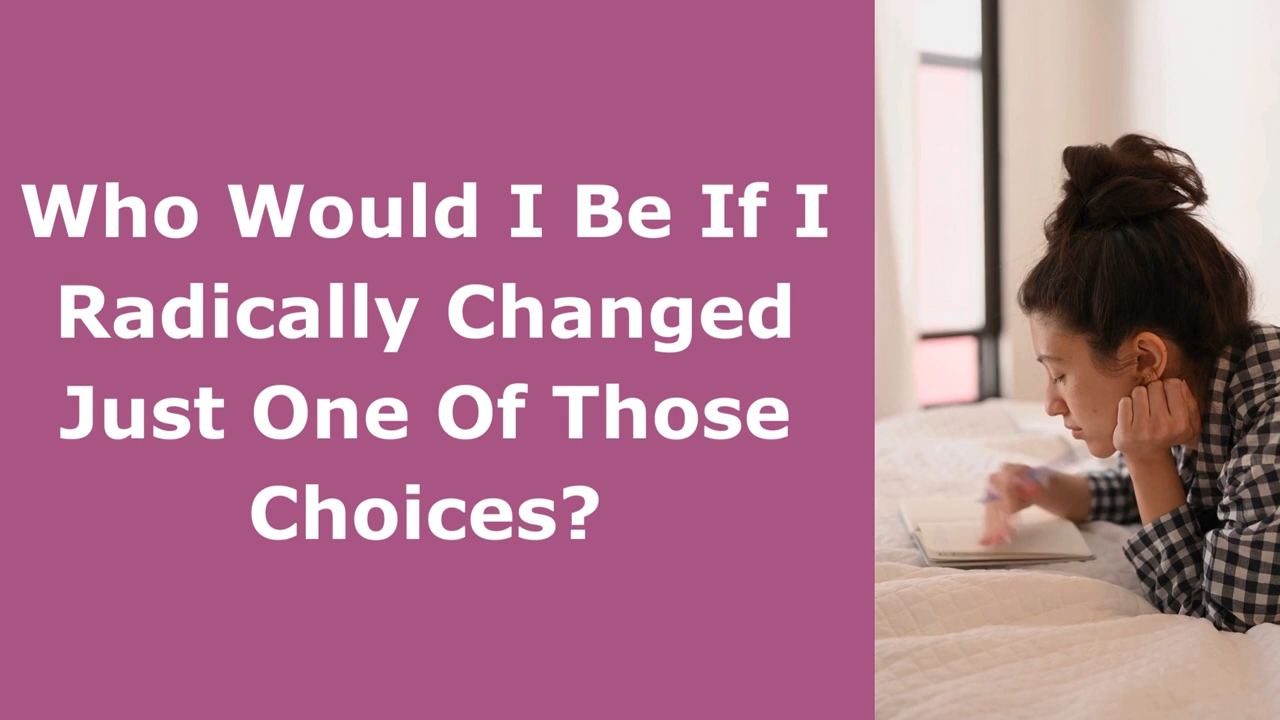 Who Would I Be If I
Radically Changed
Just One Of Those
Choices?